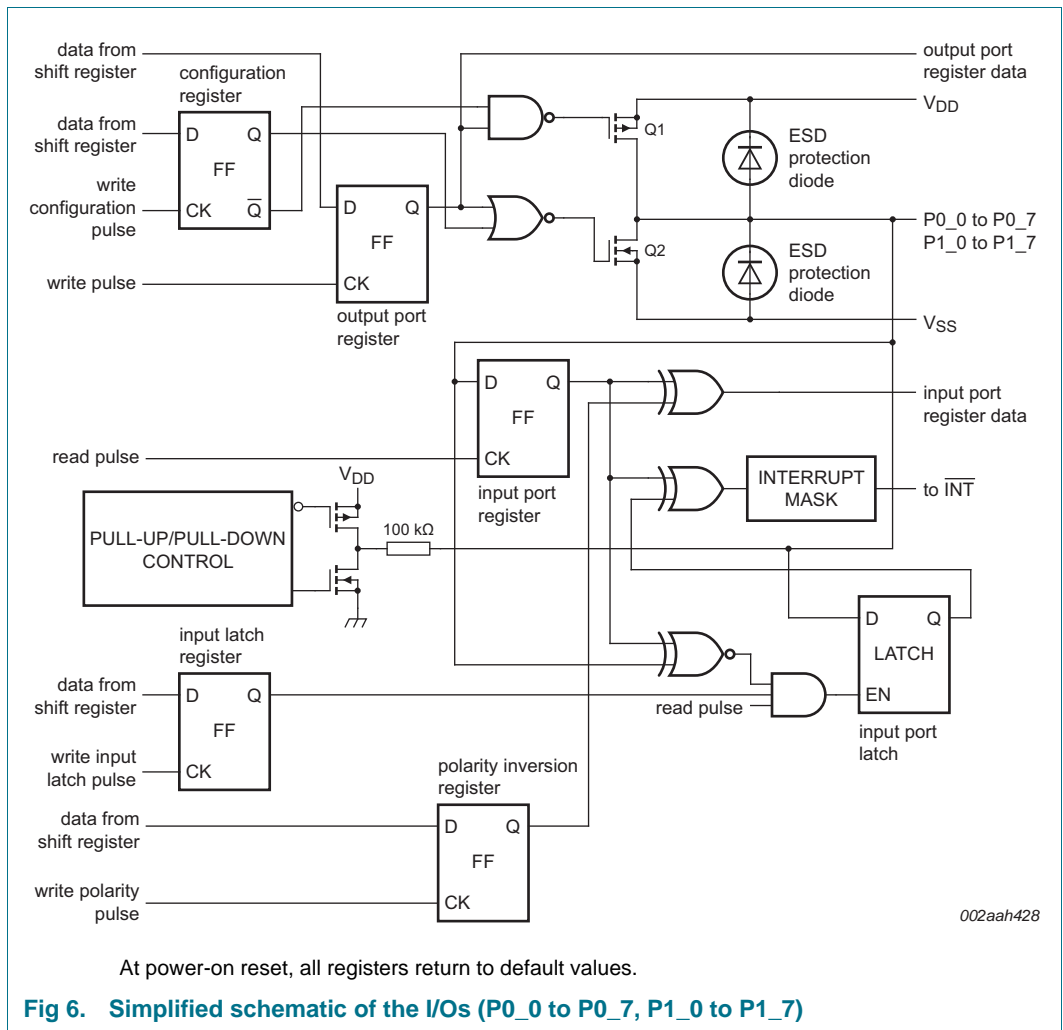 data from
shift register
configuration
register
output port
register data
data from
shift register
D Q
FF
CK Q̅
write
configuration
pulse
D Q
FF
CK
write pulse
output port
register
Q1
Q2
V_DD
ESD
protection
diode
P0_0 to P0_7
P1_0 to P1_7
ESD
protection
diode
V_SS
D Q
FF
CK
input port
register
read pulse
input port
register data
INTERRUPT
MASK
to I̅N̅T̅
V_DD
PULL-UP/PULL-DOWN
CONTROL
100 kΩ
input latch
register
data from
shift register
D Q
FF
CK
write input
latch pulse
read pulse
D Q
LATCH
EN
input port
latch
polarity inversion
register
data from
shift register
D Q
FF
CK
write polarity
pulse
002aah428
At power-on reset, all registers return to default values.
Fig 6. Simplified schematic of the I/Os (P0_0 to P0_7, P1_0 to P1_7)